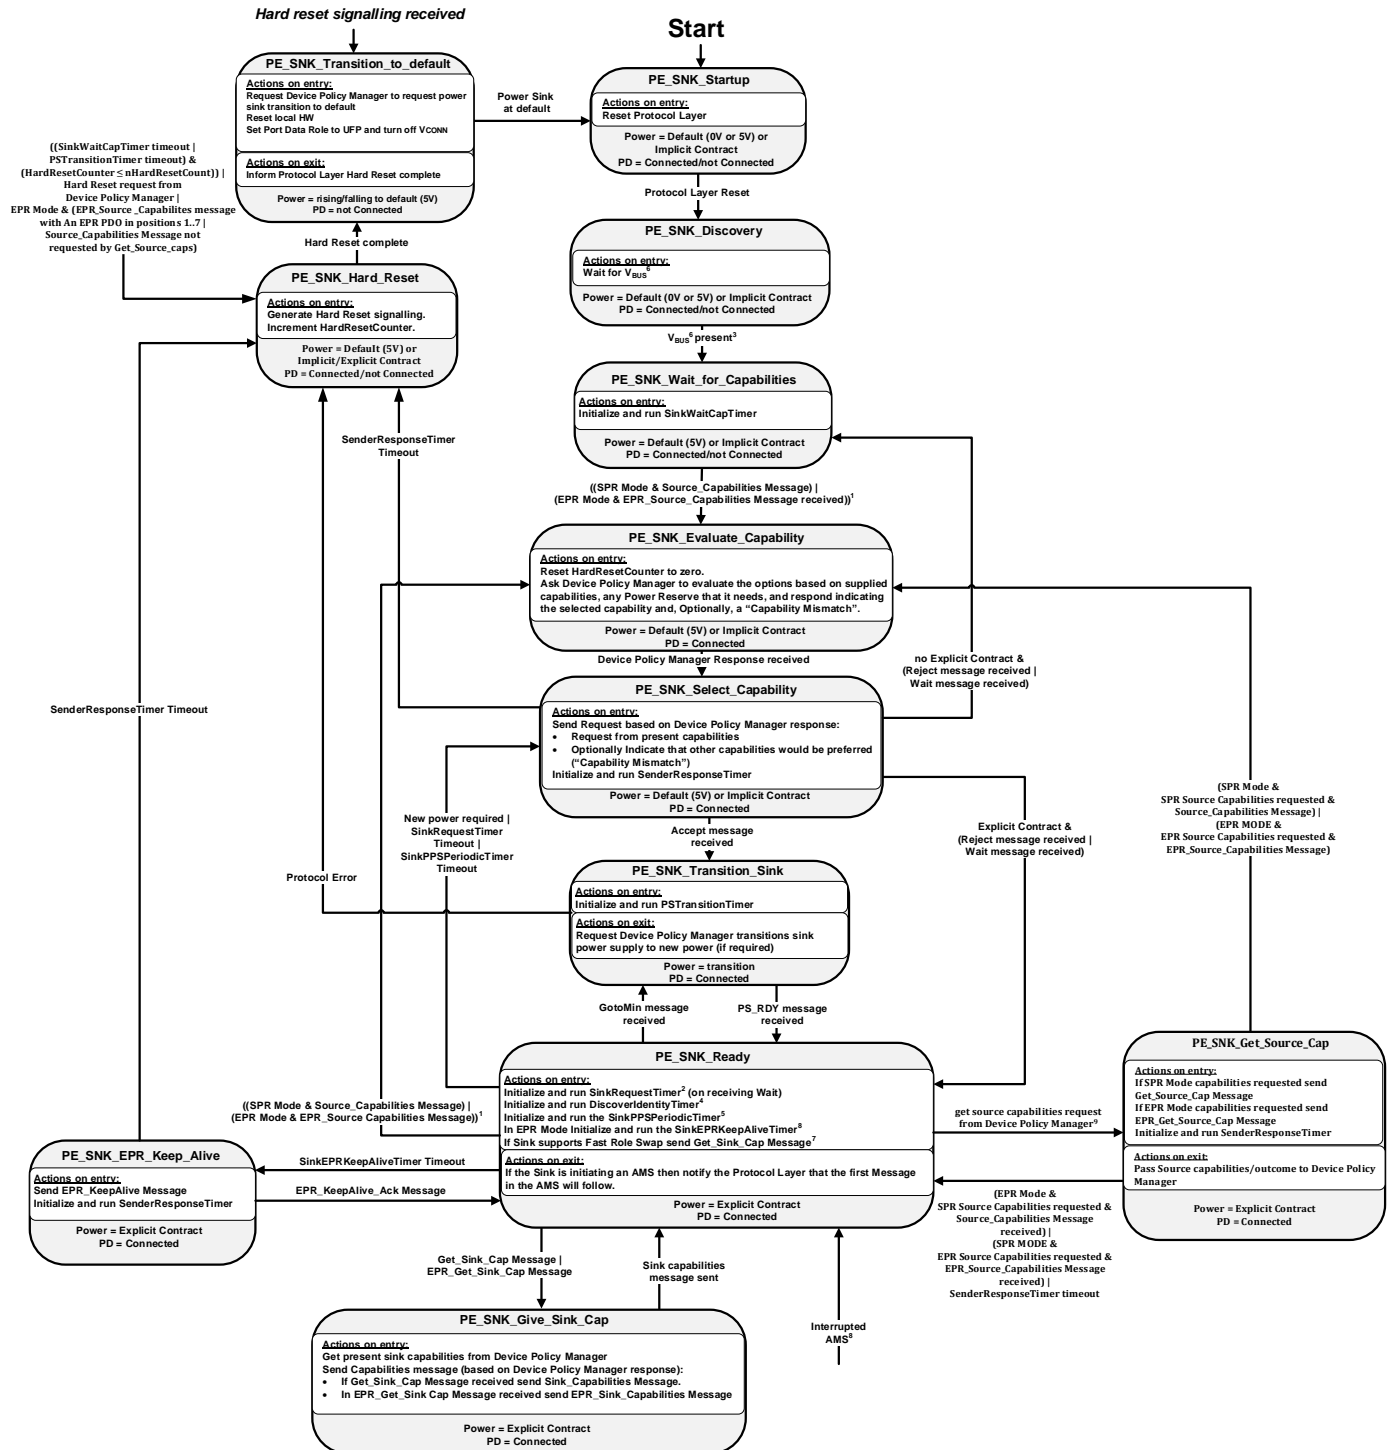 Hard reset signalling received
Start
PE_SNK_Transition_to_default
Actions on entry:
Request Device Policy Manager to request power
sink transition to default
Reset local HW
Set Port Data Role to UFP and turn off VCONN
Actions on exit:
Inform Protocol Layer Hard Reset complete
Power = rising/falling to default (5V)
PD = not Connected
Power Sink
at default
PE_SNK_Startup
Actions on entry:
Reset Protocol Layer
Power = Default (0V or 5V) or
Implicit Contract
PD = Connected/not Connected
((SinkWaitCapTimer timeout |
PSTransitionTimer timeout) &
(HardResetCounter ≤ nHardResetCount)) |
Hard Reset request from
Device Policy Manager |
EPR Mode & (EPR_Source _Capabilites message
with An EPR PDO in positions 1..7 |
Source_Capabilities Message not
requested by Get_Source_caps)
Hard Reset complete
Protocol Layer Reset
PE_SNK_Discovery
Actions on entry:
Wait for VBUS6
Power = Default (0V or 5V) or Implicit Contract
PD = Connected/not Connected
PE_SNK_Hard_Reset
Actions on entry:
Generate Hard Reset signalling.
Increment HardResetCounter.
Power = Default (5V) or
Implicit/Explicit Contract
PD = Connected/not Connected
VBUS6 present3
PE_SNK_Wait_for_Capabilities
Actions on entry:
Initialize and run SinkWaitCapTimer
Power = Default (5V) or Implicit Contract
PD = Connected/not Connected
SenderResponseTimer
Timeout
((SPR Mode & Source_Capabilities Message) |
(EPR Mode & EPR_Source_Capabilities Message received))1
PE_SNK_Evaluate_Capability
Actions on entry:
Reset HardResetCounter to zero.
Ask Device Policy Manager to evaluate the options based on supplied
capabilities, any Power Reserve that it needs, and respond indicating
the selected capability and, Optionally, a “Capability Mismatch”.
Power = Default (5V) or Implicit Contract
PD = Connected
Device Policy Manager Response received
no Explicit Contract &
(Reject message received |
Wait message received)
SenderResponseTimer Timeout
PE_SNK_Select_Capability
Actions on entry:
Send Request based on Device Policy Manager response:
• Request from present capabilities
• Optionally Indicate that other capabilities would be preferred
(“Capability Mismatch”)
Initialize and run SenderResponseTimer
Power = Default (5V) or Implicit Contract
PD = Connected
(SPR Mode &
SPR Source Capabilities requested &
Source_Capabilities Message) |
(EPR MODE &
EPR Source Capabilities requested &
EPR_Source_Capabilities Message)
New power required |
SinkRequestTimer
Timeout |
SinkPPSPeriodicTimer
Timeout
Accept message
received
Explicit Contract &
(Reject message received |
Wait message received)
Protocol Error
PE_SNK_Transition_Sink
Actions on entry:
Initialize and run PSTransitionTimer
Actions on exit:
Request Device Policy Manager transitions sink
power supply to new power (if required)
Power = transition
PD = Connected
GotoMin message
received
PS_RDY message
received
PE_SNK_Ready
Actions on entry:
Initialize and run SinkRequestTimer2 (on receiving Wait)
Initialize and run DiscoverIdentityTimer4
Initialize and run the SinkPPSPeriodicTimer5
In EPR Mode Initialize and run the SinkEPRKeepAliveTimer8
If Sink supports Fast Role Swap send Get_Sink_Cap Message7
Actions on exit:
If the Sink is initiating an AMS then notify the Protocol Layer that the first Message
in the AMS will follow.
Power = Explicit Contract
PD = Connected
((SPR Mode & Source_Capabilities Message) |
(EPR Mode & EPR_Source Capabilities Message))1
get source capabilities request
from Device Policy Manager9
PE_SNK_Get_Source_Cap
Actions on entry:
If SPR Mode capabilities requested send
Get_Source_Cap Message
If EPR Mode capabilities requested send
EPR_Get_Source_Cap Message
Initialize and run SenderResponseTimer
Actions on exit:
Pass Source capabilities/outcome to Device Policy
Manager
Power = Explicit Contract
PD = Connected
PE_SNK_EPR_Keep_Alive
Actions on entry:
Send EPR_KeepAlive Message
Initialize and run SenderResponseTimer
Power = Explicit Contract
PD = Connected
SinkEPRKeepAliveTimer Timeout
EPR_KeepAlive_Ack Message
(EPR Mode &
SPR Source Capabilities requested &
Source_Capabilities Message
received) |
(SPR MODE &
EPR Source Capabilities requested &
EPR_Source_Capabilities Message
received) |
SenderResponseTimer timeout
Get_Sink_Cap Message |
EPR_Get_Sink_Cap Message
Sink capabilities
message sent
Interrupted
AMS8
PE_SNK_Give_Sink_Cap
Actions on entry:
Get present sink capabilities from Device Policy Manager
Send Capabilities message (based on Device Policy Manager response):
• If Get_Sink_Cap Message received send Sink_Capabilities Message.
• In EPR_Get_Sink Cap Message received send EPR_Sink_Capabilities Message
Power = Explicit Contract
PD = Connected